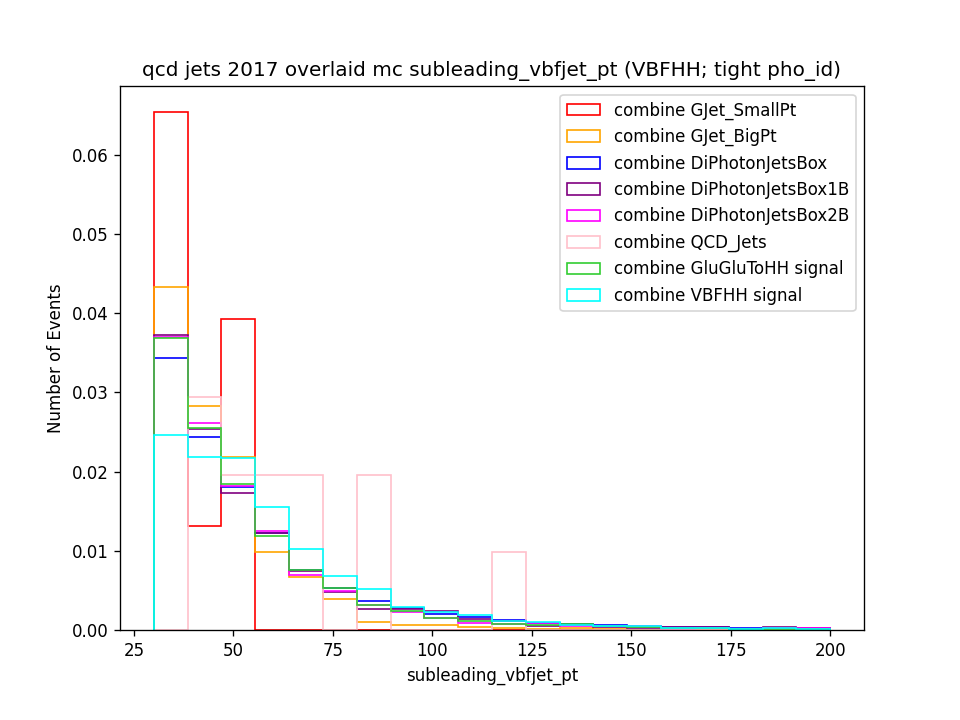 qcd jets 2017 overlaid mc subleading_vbfjet_pt (VBFHH; tight pho_id)
combine GJet_SmallPt
combine GJet_BigPt
combine DiPhotonJetsBox
combine DiPhotonJetsBox1B
combine DiPhotonJetsBox2B
combine QCD_Jets
combine GluGluToHH signal
combine VBFHH signal
Number of Events
0.06
0.05
0.04
0.03
0.02
0.01
0.00
25 50 75 100 125 150 175 200
subleading_vbfjet_pt